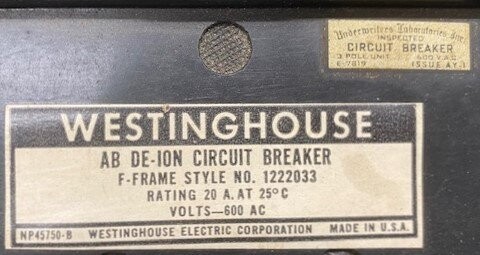 Underwriters Laboratories, Inc.
INSPECTED
CIRCUIT BREAKER
3 POLE UNIT 600 V.A.C.
E-7819 ISSUE AY-1
WESTINGHOUSE
AB DE-ION CIRCUIT BREAKER
F-FRAME STYLE NO. 1222033
RATING 20 A. AT 25°C
VOLTS—600 AC
NP45750-B WESTINGHOUSE ELECTRIC CORPORATION MADE IN U.S.A.